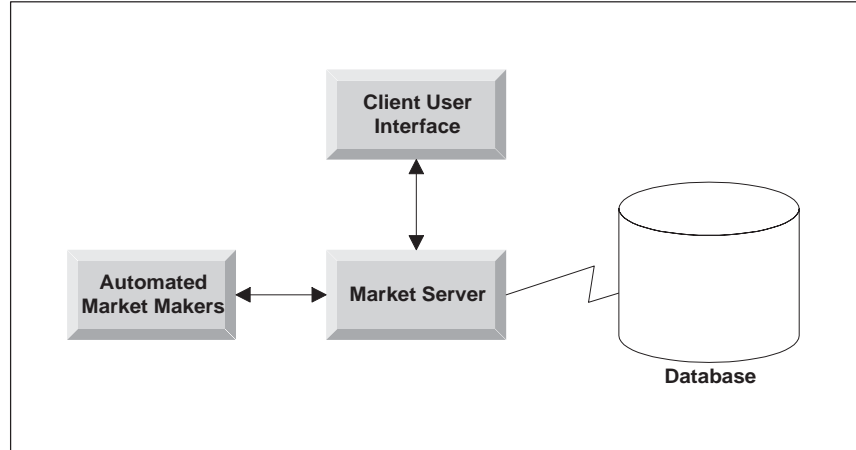 Client User
Interface
Automated
Market Makers
Market Server
Database